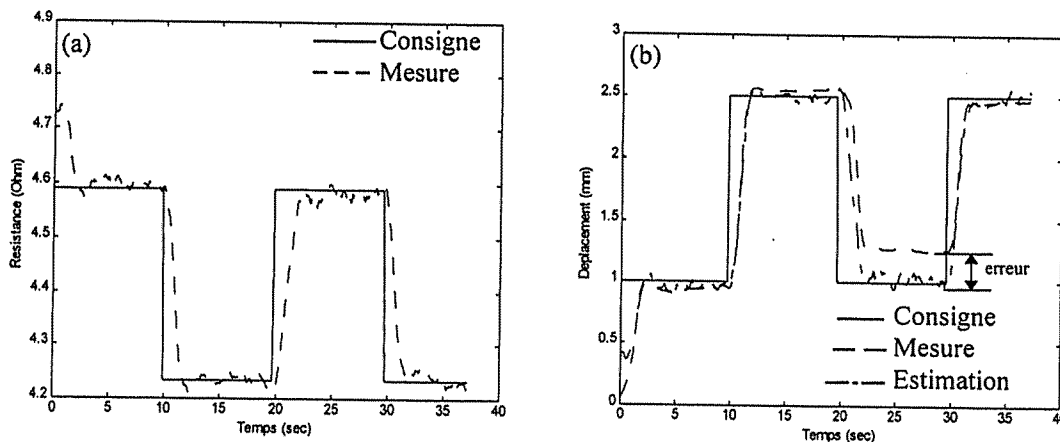 (a)
Consigne
Mesure
4.9
4.8
4.7
4.6
4.5
4.4
4.3
4.2
Resistance (Ohm)
0 5 10 15 20 25 30 35 40
Temps (sec)
(b)
3
2.5
2
1.5
1
0.5
0
Deplacement (mm)
erreur
Consigne
Mesure
Estimation
0 5 10 15 20 25 30 35 40
Temps (sec)